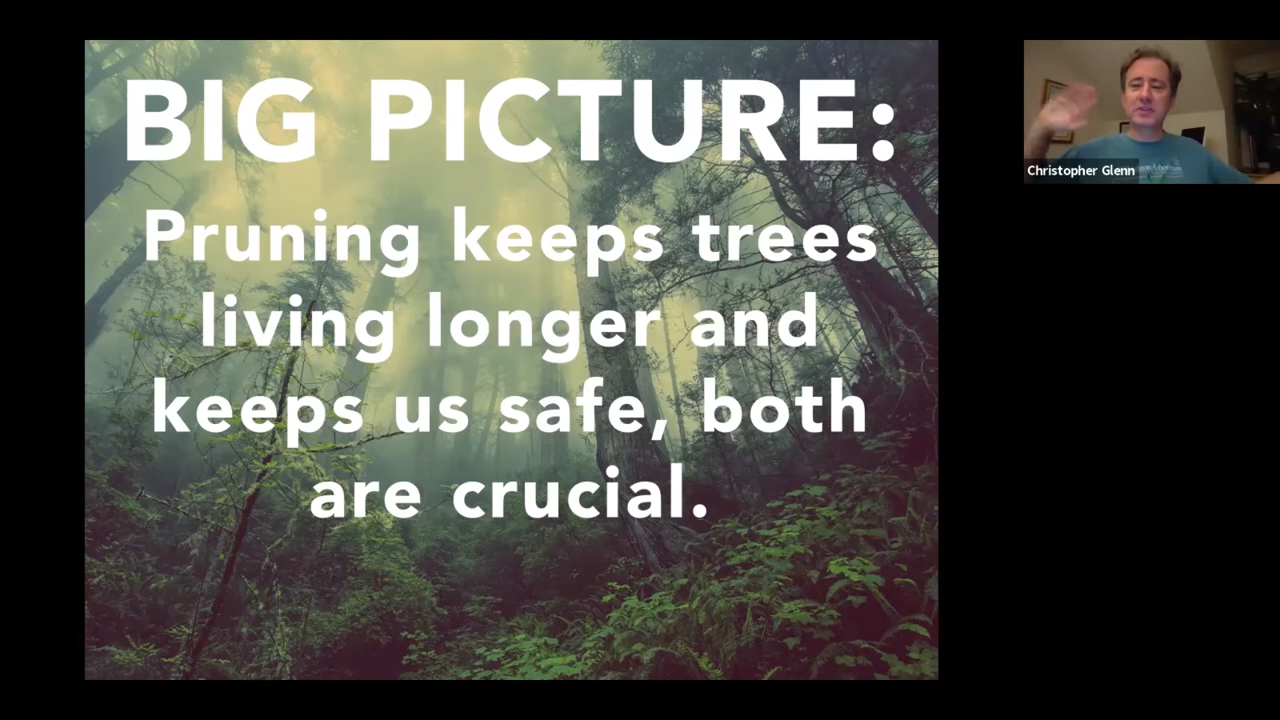 BIG PICTURE:
Pruning keeps trees
living longer and
keeps us safe, both
are crucial.
Christopher Glenn